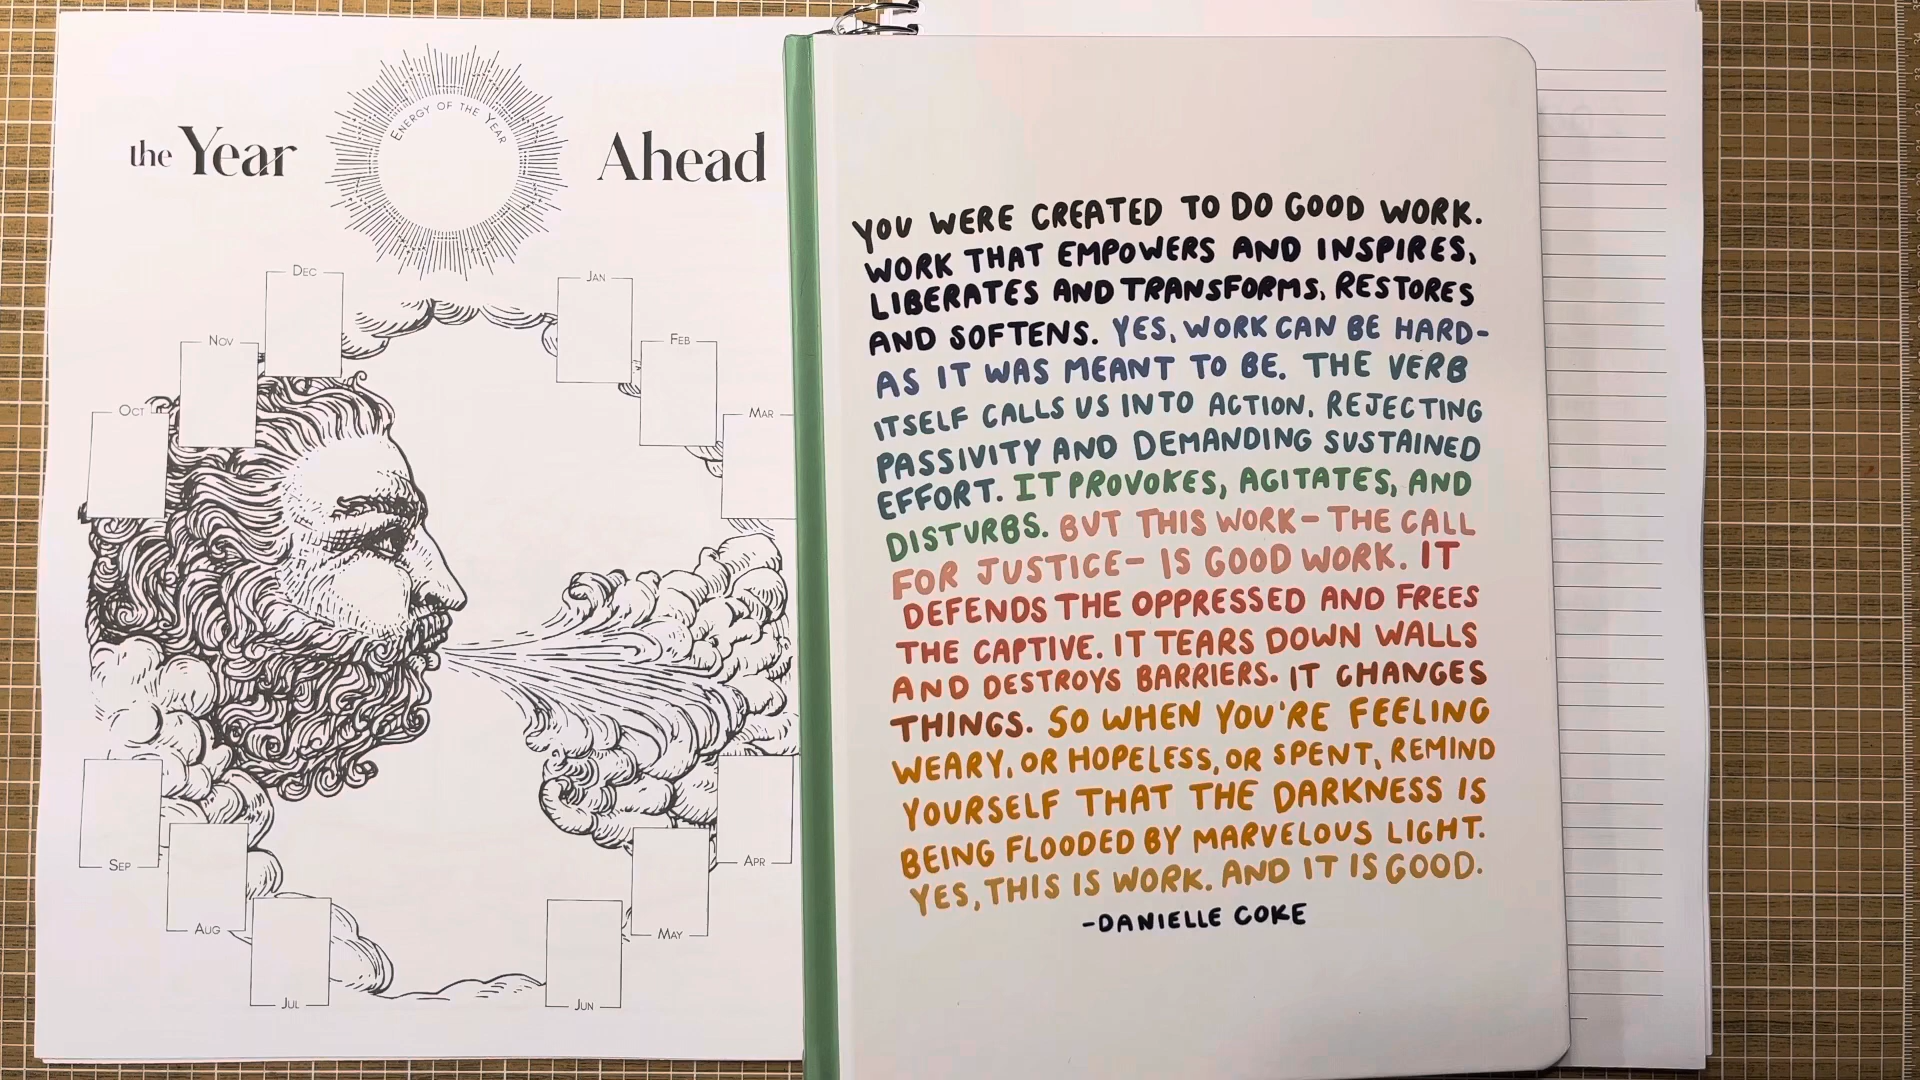 ENERGY OF THE YEAR
the Year Ahead
DEC
JAN
NOV
FEB
OCT
MAR
SEP
APR
AUG
MAY
JUL
JUN
YOU WERE CREATED TO DO GOOD WORK.
WORK THAT EMPOWERS AND INSPIRES,
LIBERATES AND TRANSFORMS, RESTORES
AND SOFTENS. YES, WORK CAN BE HARD-
AS IT WAS MEANT TO BE. THE VERB
ITSELF CALLS US INTO ACTION, REJECTING
PASSIVITY AND DEMANDING SUSTAINED
EFFORT. IT PROVOKES, AGITATES, AND
DISTURBS. BUT THIS WORK- THE CALL
FOR JUSTICE- IS GOOD WORK. IT
DEFENDS THE OPPRESSED AND FREES
THE CAPTIVE. IT TEARS DOWN WALLS
AND DESTROYS BARRIERS. IT CHANGES
THINGS. SO WHEN YOU'RE FEELING
WEARY, OR HOPELESS, OR SPENT, REMIND
YOURSELF THAT THE DARKNESS IS
BEING FLOODED BY MARVELOUS LIGHT.
YES, THIS IS WORK. AND IT IS GOOD.
-DANIELLE COKE